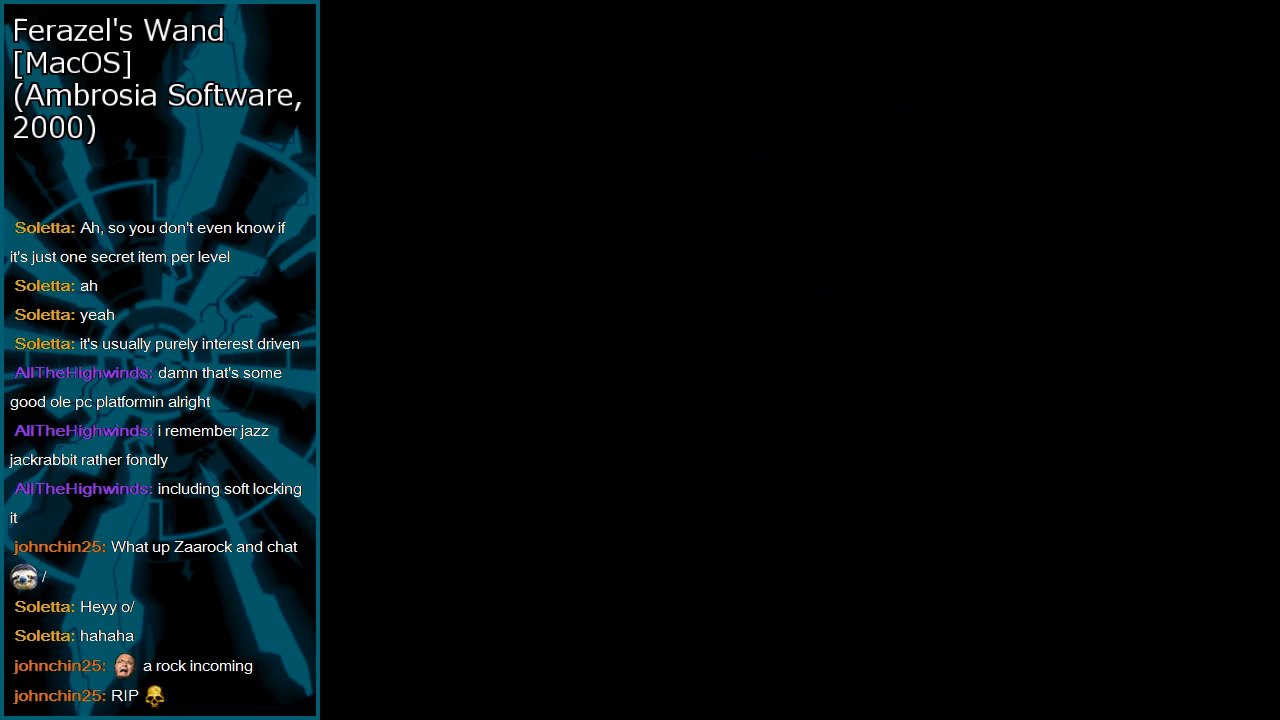 Ferazel's Wand
[MacOS]
(Ambrosia Software,
2000)
Soletta: Ah, so you don't even know if
it's just one secret item per level
Soletta: ah
Soletta: yeah
Soletta: it's usually purely interest driven
AllTheHighwinds: damn that's some
good ole pc platformin alright
AllTheHighwinds: i remember jazz
jackrabbit rather fondly
AllTheHighwinds: including soft locking
it
johnchin25: What up Zaarock and chat
/
Soletta: Heyy o/
Soletta: hahaha
johnchin25: a rock incoming
johnchin25: RIP